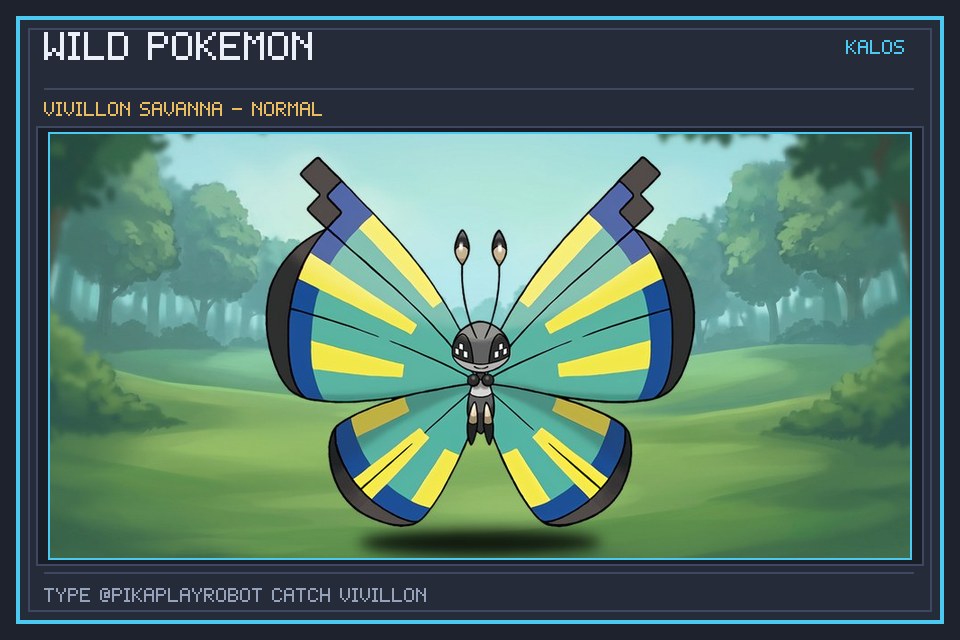 WILD POKEMON
KALOS
VIVILLON SAVANNA - NORMAL
TYPE @PIKAPLAYROBOT CATCH VIVILLON